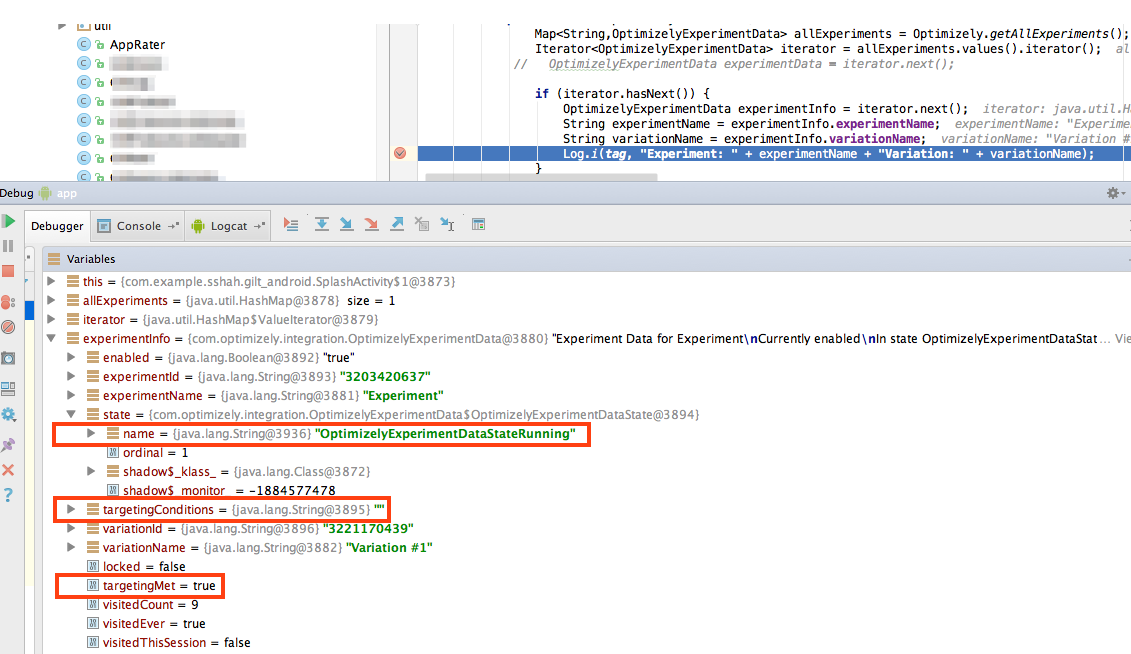 util
Map<String,OptimizelyExperimentData> allExperiments = Optimizely.getAllExperiments();
AppRater
Iterator<OptimizelyExperimentData> iterator = allExperiments.values().iterator(); al
// OptimizelyExperimentData experimentData = iterator.next();
if (iterator.hasNext()) {
OptimizelyExperimentData experimentInfo = iterator.next(); iterator: java.util.Ha
String experimentName = experimentInfo.experimentName; experimentName: "Experime
String variationName = experimentInfo.variationName; variationName: "Variation #
Log.i(tag, "Experiment: " + experimentName + "Variation: " + variationName);
}
Debug app
Debugger Console Logcat
Variables
this = {com.example.sshah.gilt_android.SplashActivity$1@3873}
allExperiments = {java.util.HashMap@3878} size = 1
iterator = {java.util.HashMap$ValueIterator@3879}
experimentInfo = {com.optimizely.integration.OptimizelyExperimentData@3880} "Experiment Data for Experiment\nCurrently enabled\nIn state OptimizelyExperimentDataStat ... Vie
enabled = {java.lang.Boolean@3892} "true"
experimentId = {java.lang.String@3893} "3203420637"
experimentName = {java.lang.String@3881} "Experiment"
state = {com.optimizely.integration.OptimizelyExperimentData$OptimizelyExperimentDataState@3894}
name = {java.lang.String@3936} "OptimizelyExperimentDataStateRunning"
ordinal = 1
shadow$_klass_ = {java.lang.Class@3872}
shadow$_monitor_ = -1884577478
targetingConditions = {java.lang.String@3895} ""
variationId = {java.lang.String@3896} "3221170439"
variationName = {java.lang.String@3882} "Variation #1"
locked = false
targetingMet = true
visitedCount = 9
visitedEver = true
visitedThisSession = false